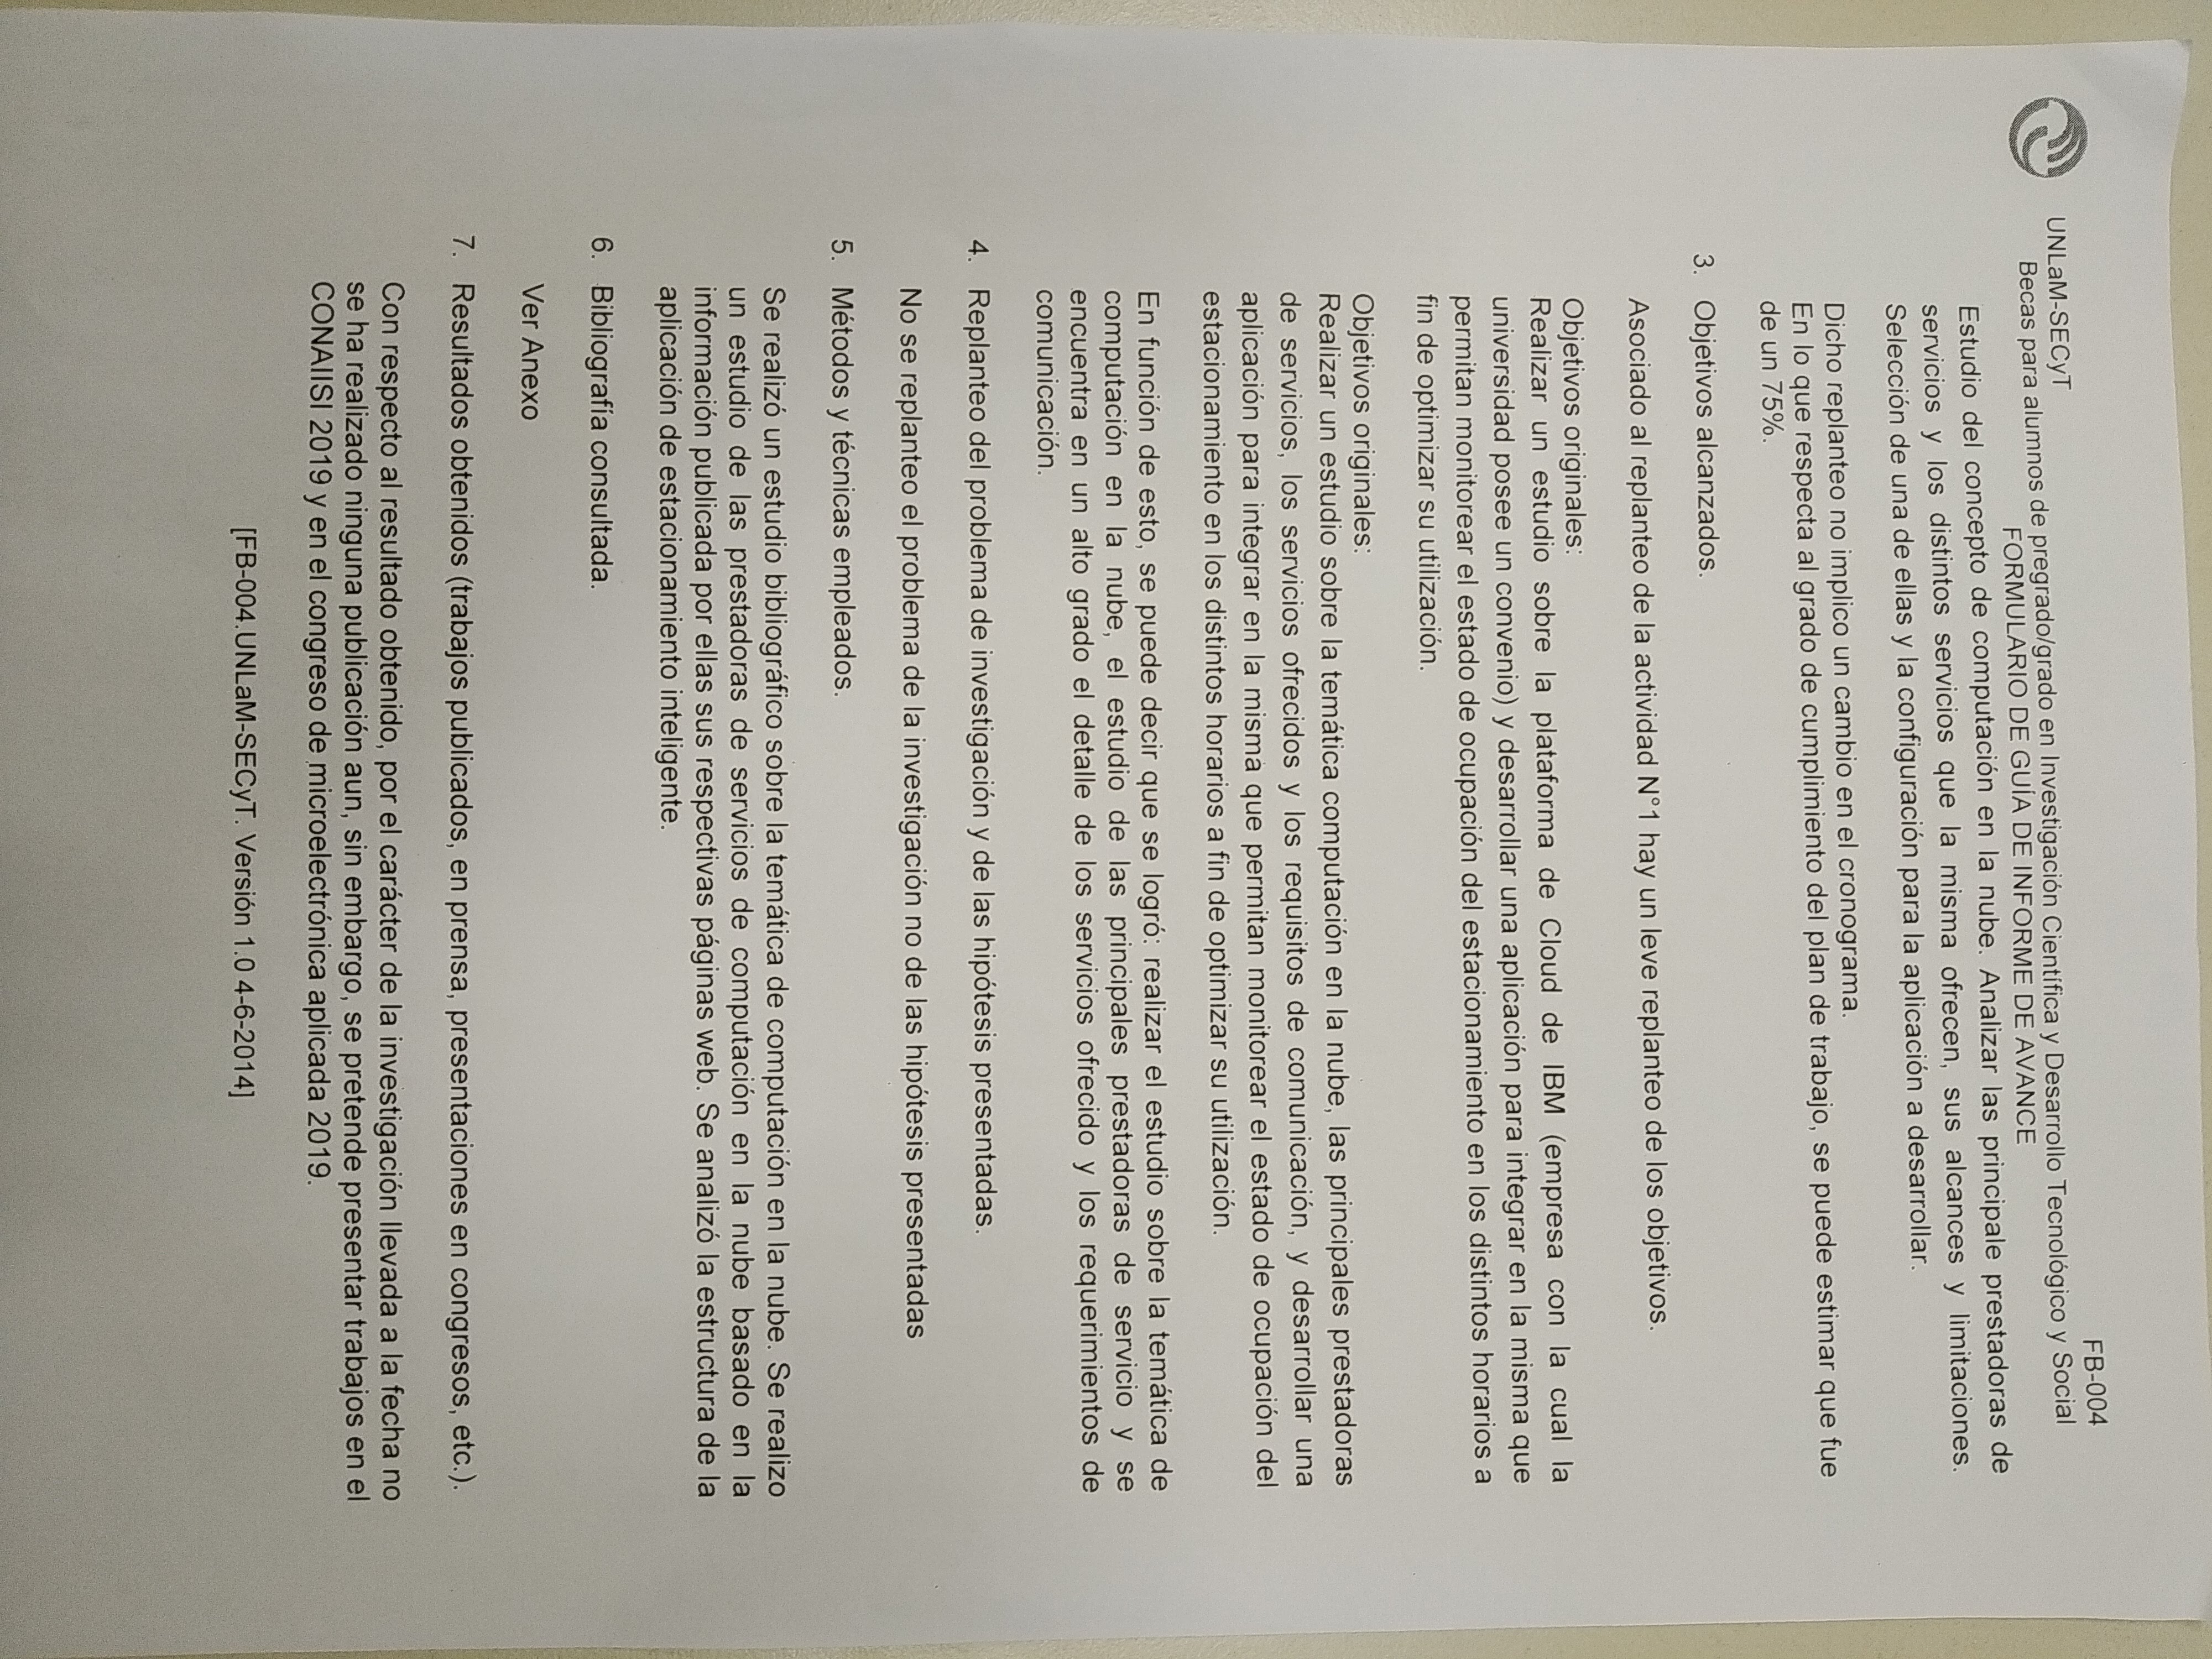 FB-004
UNLaM-SECyT
Becas para alumnos de pregrado/grado en Investigación Científica y Desarrollo Tecnológico y Social
FORMULARIO DE GUÍA DE INFORME DE AVANCE
Estudio del concepto de computación en la nube. Analizar las principale prestadoras de
servicios y los distintos servicios que la misma ofrecen, sus alcances y limitaciones.
Selección de una de ellas y la configuración para la aplicación a desarrollar.
Dicho replanteo no implico un cambio en el cronograma.
En lo que respecta al grado de cumplimiento del plan de trabajo, se puede estimar que fue
de un 75%.
3. Objetivos alcanzados.
Asociado al replanteo de la actividad N°1 hay un leve replanteo de los objetivos.
Objetivos originales:
Realizar un estudio sobre la plataforma de Cloud de IBM (empresa con la cual la
universidad posee un convenio) y desarrollar una aplicación para integrar en la misma que
permitan monitorear el estado de ocupación del estacionamiento en los distintos horarios a
fin de optimizar su utilización.
Objetivos originales:
Realizar un estudio sobre la temática computación en la nube, las principales prestadoras
de servicios, los servicios ofrecidos y los requisitos de comunicación, y desarrollar una
aplicación para integrar en la misma que permitan monitorear el estado de ocupación del
estacionamiento en los distintos horarios a fin de optimizar su utilización.
En función de esto, se puede decir que se logró: realizar el estudio sobre la temática de
computación en la nube, el estudio de las principales prestadoras de servicio y se
encuentra en un alto grado el detalle de los servicios ofrecido y los requerimientos de
comunicación.
4. Replanteo del problema de investigación y de las hipótesis presentadas.
No se replanteo el problema de la investigación no de las hipótesis presentadas
5. Métodos y técnicas empleados.
Se realizó un estudio bibliográfico sobre la temática de computación en la nube. Se realizo
un estudio de las prestadoras de servicios de computación en la nube basado en la
información publicada por ellas sus respectivas páginas web. Se analizó la estructura de la
aplicación de estacionamiento inteligente.
6. Bibliografía consultada.
Ver Anexo
7. Resultados obtenidos (trabajos publicados, en prensa, presentaciones en congresos, etc.).
Con respecto al resultado obtenido, por el carácter de la investigación llevada a la fecha no
se ha realizado ninguna publicación aun, sin embargo, se pretende presentar trabajos en el
CONAIISI 2019 y en el congreso de microelectrónica aplicada 2019.
[FB-004.UNLaM-SECyT. Versión 1.0 4-6-2014]